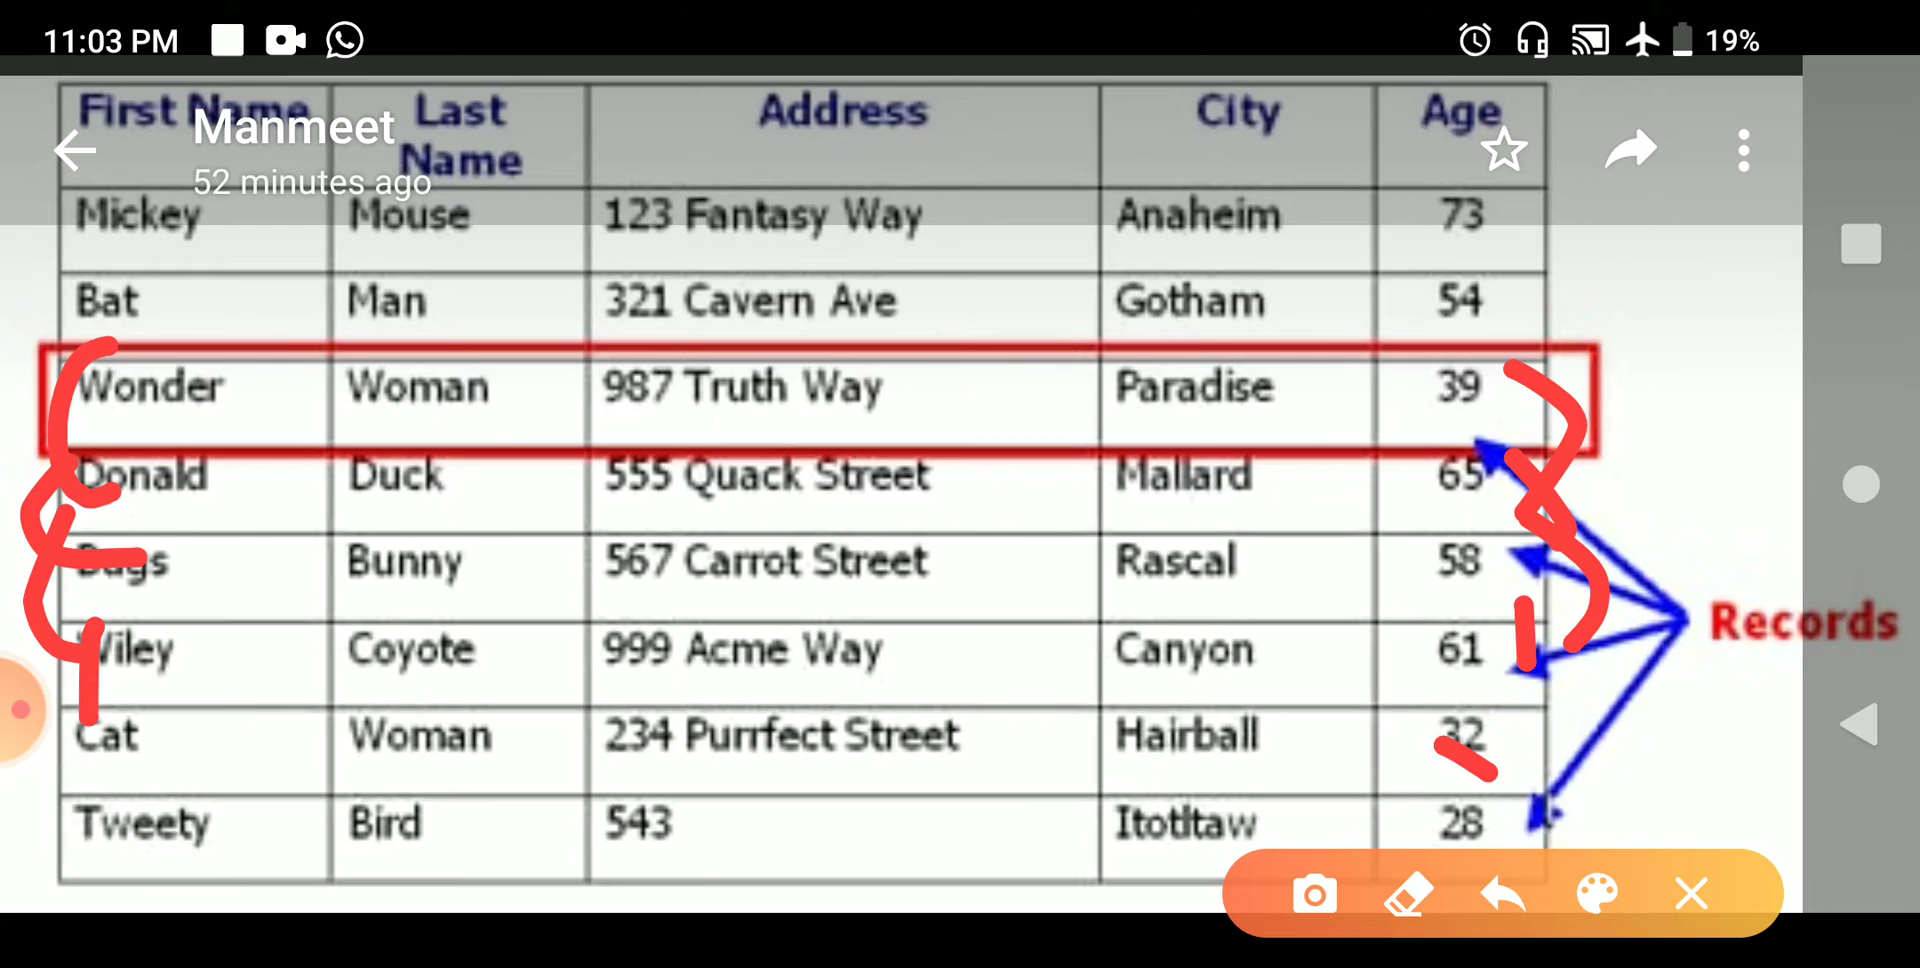 11:03 PM 19%
First Name Last Name Address City Age
Manmeet
52 minutes ago
Mickey Mouse 123 Fantasy Way Anaheim 73
Bat Man 321 Cavern Ave Gotham 54
Wonder Woman 987 Truth Way Paradise 39
Donald Duck 555 Quack Street Mallard 65
Bugs Bunny 567 Carrot Street Rascal 58
Records
Wiley Coyote 999 Acme Way Canyon 61
Cat Woman 234 Purrfect Street Hairball 32
Tweety Bird 543 Itotltaw 28